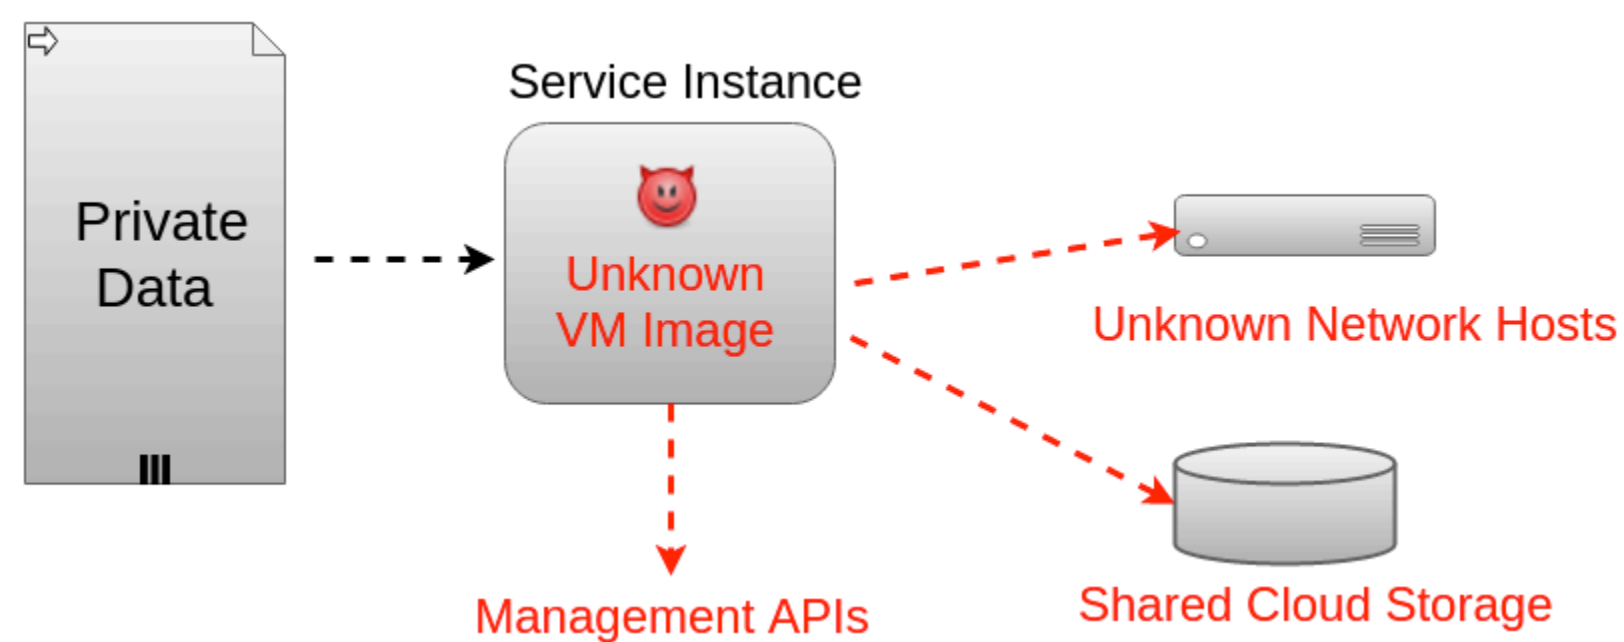 Private
Data
Service Instance
Unknown
VM Image
Unknown Network Hosts
Shared Cloud Storage
Management APIs